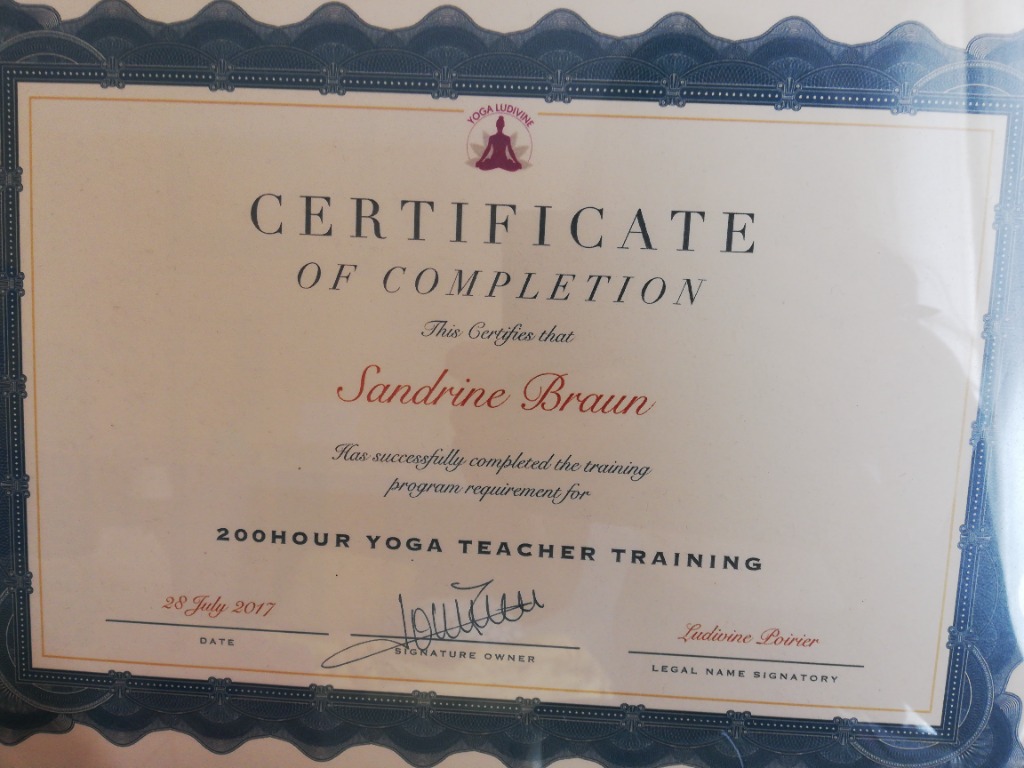 YOGA LUDIVINE
CERTIFICATE
OF COMPLETION
This Certifies that
Sandrine Braun
Has successfully completed the training
program requirement for
200HOUR YOGA TEACHER TRAINING
28 July 2017
DATE
SIGNATURE OWNER
Ludivine Poirier
LEGAL NAME SIGNATORY